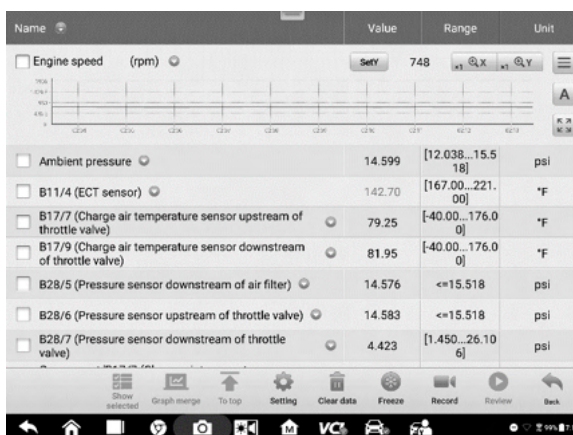 Name Value Range Unit
Engine speed (rpm) SetY 748 x1 X x1 Y
A
Ambient pressure 14.599 [12.038...15.5 psi
18]
B11/4 (ECT sensor) 142.70 [167.00...221. °F
00]
B17/7 (Charge air temperature sensor upstream of 79.25 [-40.00...176.0 °F
throttle valve) 0]
B17/9 (Charge air temperature sensor downstream 81.95 [-40.00...176.0 °F
of throttle valve) 0]
B28/5 (Pressure sensor downstream of air filter) 14.576 <=15.518 psi
B28/6 (Pressure sensor upstream of throttle valve) 14.583 <=15.518 psi
B28/7 (Pressure sensor downstream of throttle 4.423 [1.450...26.10 psi
valve) 6]
Show
selected Graph merge To top Setting Clear data Freeze Record Review Back
M VC 99%